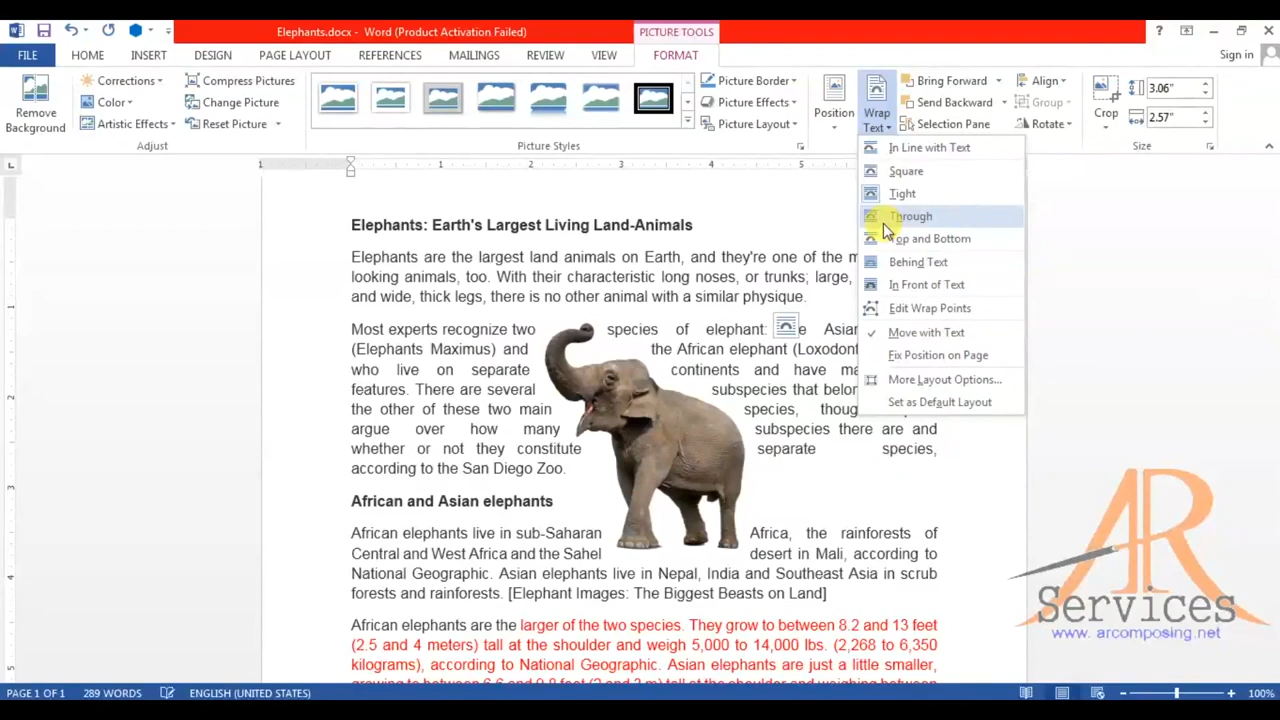 Elephants.docx - Word (Product Activation Failed)
PICTURE TOOLS
?
FILE
HOME
INSERT
DESIGN
PAGE LAYOUT
REFERENCES
MAILINGS
REVIEW
VIEW
FORMAT
Sign in
Remove Background
Corrections
Color
Artistic Effects
Compress Pictures
Change Picture
Reset Picture
Adjust
Picture Styles
Picture Border
Picture Effects
Picture Layout
Position
Wrap Text
Bring Forward
Send Backward
Selection Pane
Align
Group
Rotate
Crop
3.06"
2.57"
Size
In Line with Text
Square
Tight
Through
Top and Bottom
Behind Text
In Front of Text
Edit Wrap Points
Move with Text
Fix Position on Page
More Layout Options...
Set as Default Layout
1 1 2 3 4 5
1
2
3
4
5
Elephants: Earth's Largest Living Land-Animals
Elephants are the largest land animals on Earth, and they're one of the m
looking animals, too. With their characteristic long noses, or trunks; large,
and wide, thick legs, there is no other animal with a similar physique.
Most experts recognize two species of elephant: e Asian
(Elephants Maximus) and the African elephant (Loxodont
who live on separate continents and have ma
features. There are several subspecies that belon
the other of these two main species, thoug
argue over how many subspecies there are and
whether or not they constitute separate species,
according to the San Diego Zoo.
African and Asian elephants
African elephants live in sub-Saharan Africa, the rainforests of
Central and West Africa and the Sahel desert in Mali, according to
National Geographic. Asian elephants live in Nepal, India and Southeast Asia in scrub
forests and rainforests. [Elephant Images: The Biggest Beasts on Land]
African elephants are the larger of the two species. They grow to between 8.2 and 13 feet
(2.5 and 4 meters) tall at the shoulder and weigh 5,000 to 14,000 lbs. (2,268 to 6,350
kilograms), according to National Geographic. Asian elephants are just a little smaller,
growing to between 6.6 and 9.8 feet (2 and 3 m) tall at the shoulder and weighing between
AR
Services
www. arcomposing.net
PAGE 1 OF 1
289 WORDS
ENGLISH (UNITED STATES)
100%